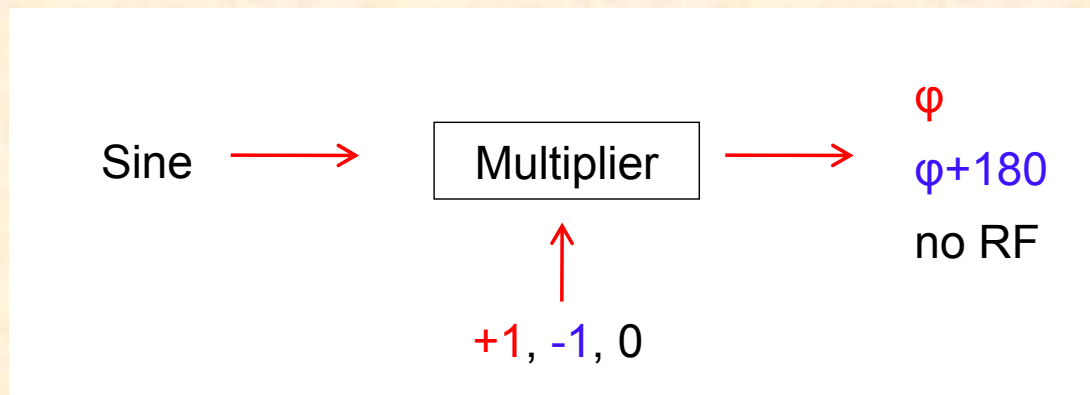 φ
Sine
Multiplier
φ+180
no RF
+1, -1, 0